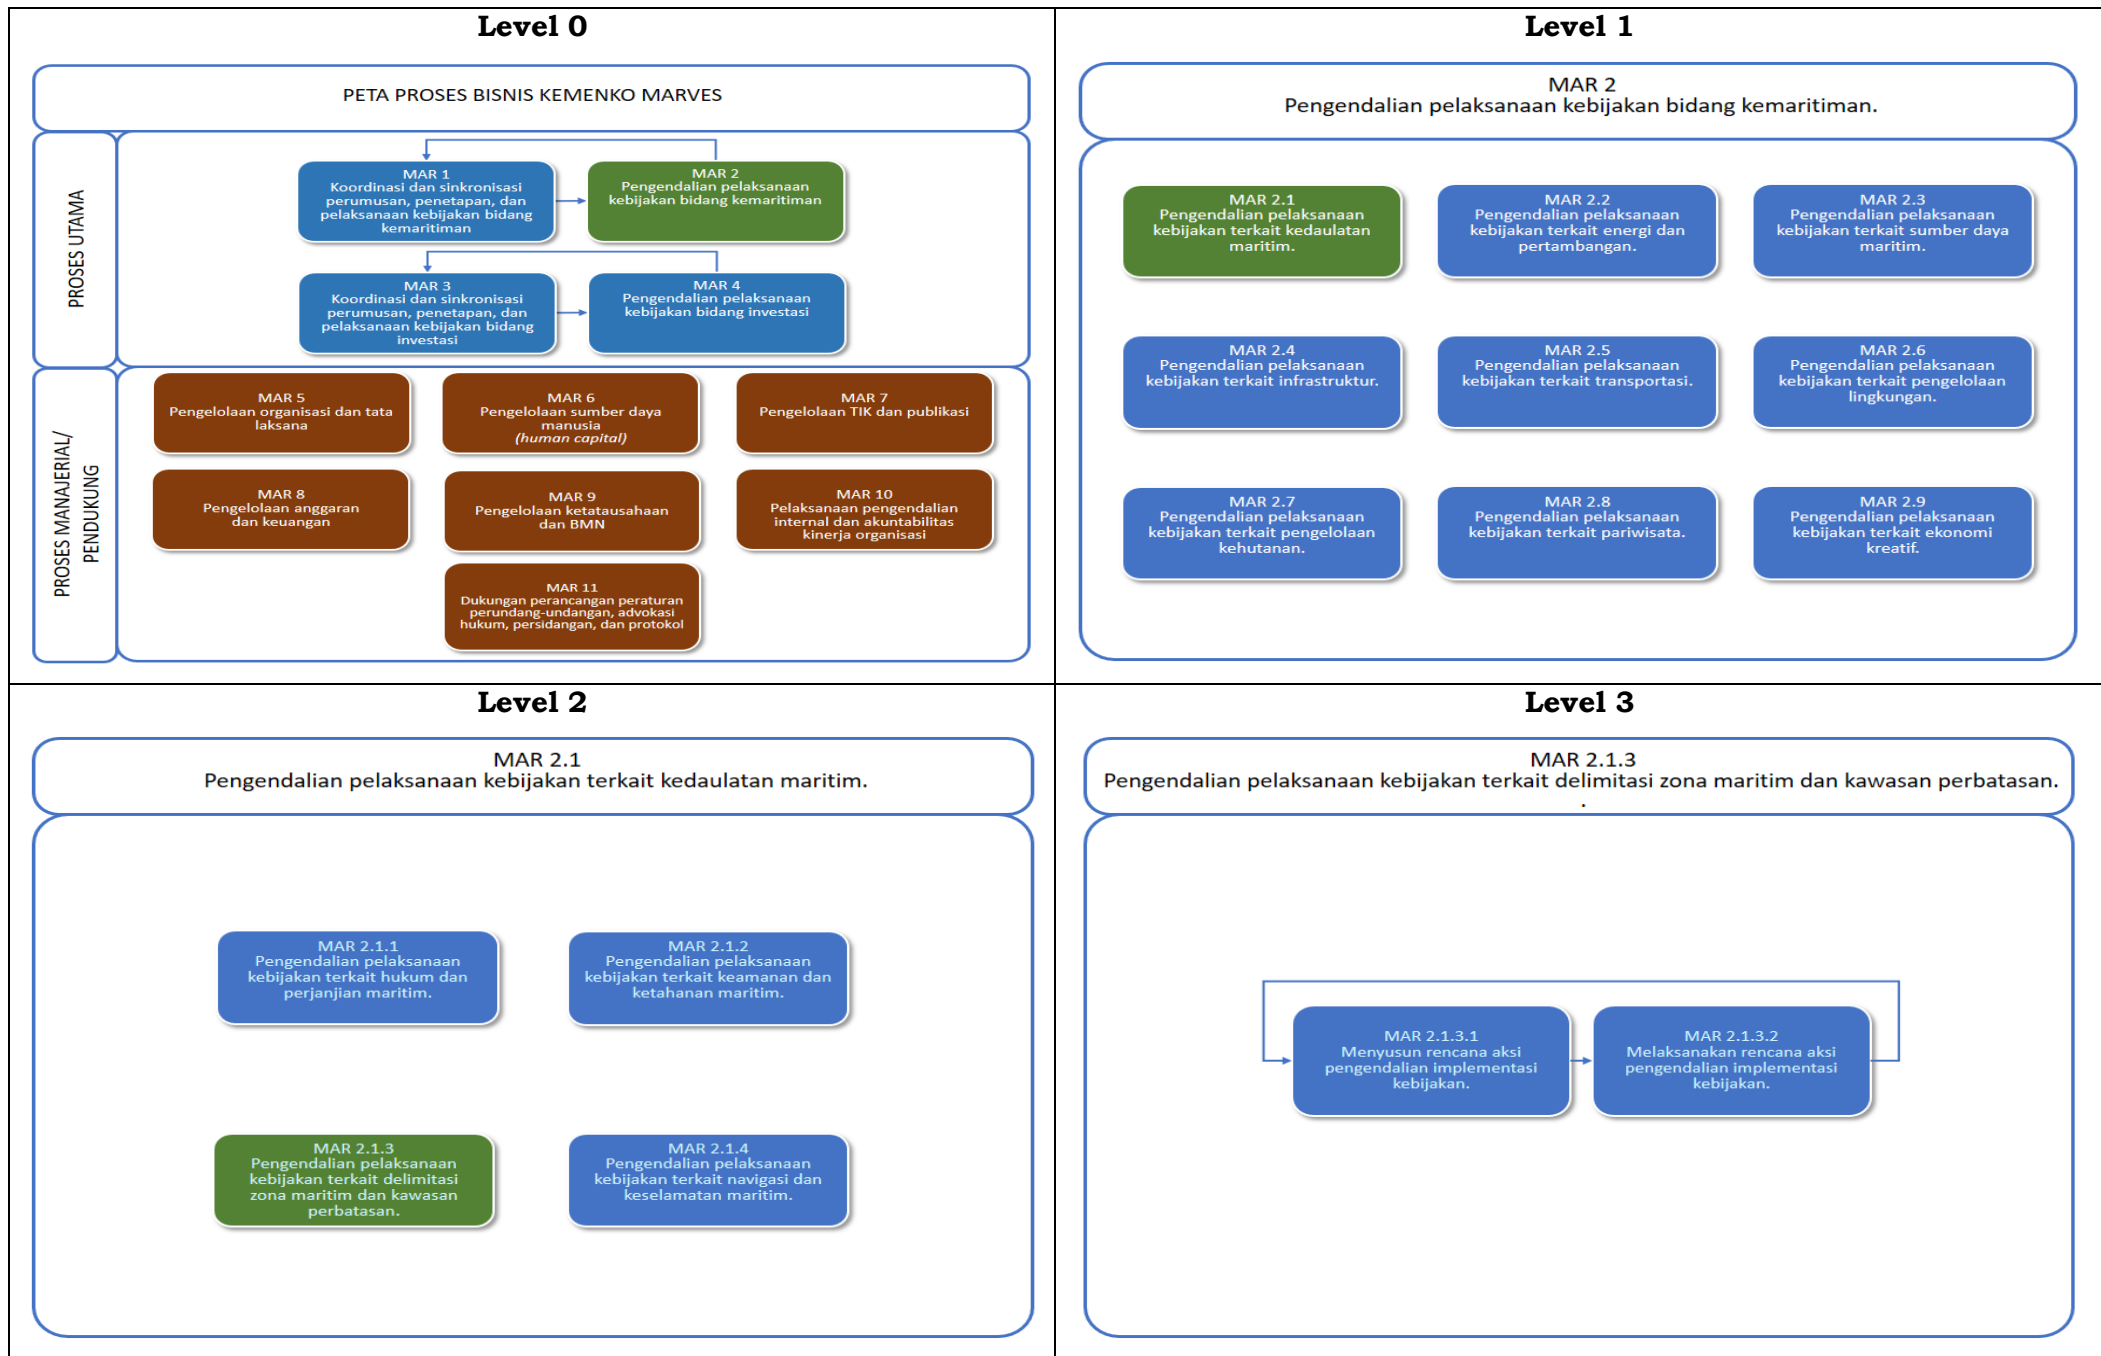 Level 0
PETA PROSES BISNIS KEMENKO MARVES
PROSES UTAMA
MAR 1
Koordinasi dan sinkronisasi
perumusan, penetapan, dan
pelaksanaan kebijakan bidang
kemaritiman
MAR 2
Pengendalian pelaksanaan
kebijakan bidang kemaritiman
MAR 3
Koordinasi dan sinkronisasi
perumusan, penetapan, dan
pelaksanaan kebijakan bidang
investasi
MAR 4
Pengendalian pelaksanaan
kebijakan bidang investasi
PROSES MANAJERIAL/
PENDUKUNG
MAR 5
Pengelolaan organisasi dan tata
laksana
MAR 6
Pengelolaan sumber daya
manusia
(human capital)
MAR 7
Pengelolaan TIK dan publikasi
MAR 8
Pengelolaan anggaran
dan keuangan
MAR 9
Pengelolaan ketatausahaan
dan BMN
MAR 10
Pelaksanaan pengendalian
internal dan akuntabilitas
kinerja organisasi
MAR 11
Dukungan perancangan peraturan
perundang-undangan, advokasi
hukum, persidangan, dan protokol
Level 1
MAR 2
Pengendalian pelaksanaan kebijakan bidang kemaritiman.
MAR 2.1
Pengendalian pelaksanaan
kebijakan terkait kedaulatan
maritim.
MAR 2.2
Pengendalian pelaksanaan
kebijakan terkait energi dan
pertambangan.
MAR 2.3
Pengendalian pelaksanaan
kebijakan terkait sumber daya
maritim.
MAR 2.4
Pengendalian pelaksanaan
kebijakan terkait infrastruktur.
MAR 2.5
Pengendalian pelaksanaan
kebijakan terkait transportasi.
MAR 2.6
Pengendalian pelaksanaan
kebijakan terkait pengelolaan
lingkungan.
MAR 2.7
Pengendalian pelaksanaan
kebijakan terkait pengelolaan
kehutanan.
MAR 2.8
Pengendalian pelaksanaan
kebijakan terkait pariwisata.
MAR 2.9
Pengendalian pelaksanaan
kebijakan terkait ekonomi
kreatif.
Level 2
MAR 2.1
Pengendalian pelaksanaan kebijakan terkait kedaulatan maritim.
MAR 2.1.1
Pengendalian pelaksanaan
kebijakan terkait hukum dan
perjanjian maritim.
MAR 2.1.2
Pengendalian pelaksanaan
kebijakan terkait keamanan dan
ketahanan maritim.
MAR 2.1.3
Pengendalian pelaksanaan
kebijakan terkait delimitasi
zona maritim dan kawasan
perbatasan.
MAR 2.1.4
Pengendalian pelaksanaan
kebijakan terkait navigasi dan
keselamatan maritim.
Level 3
MAR 2.1.3
Pengendalian pelaksanaan kebijakan terkait delimitasi zona maritim dan kawasan perbatasan.
.
MAR 2.1.3.1
Menyusun rencana aksi
pengendalian implementasi
kebijakan.
MAR 2.1.3.2
Melaksanakan rencana aksi
pengendalian implementasi
kebijakan.